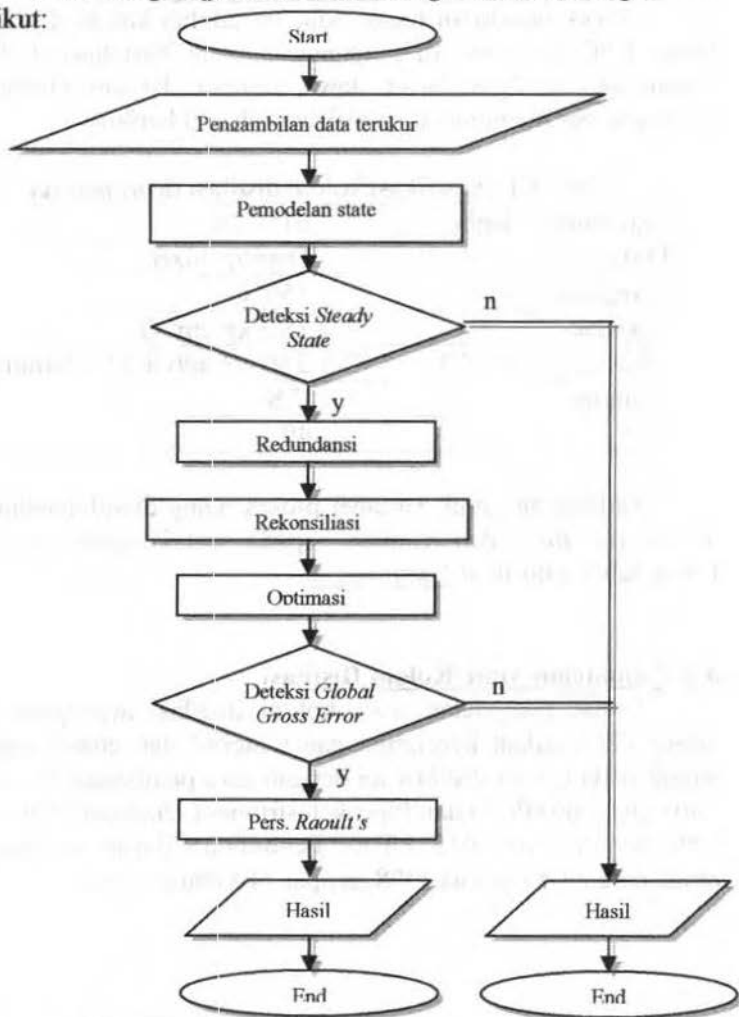 ikut:
Start
Pengambilan data terukur
Pemodelan state
Deteksi Steady
State
n
y
Redundansi
Rekonsiliasi
Optimasi
Deteksi Global
Gross Error
n
y
Pers. Raoult's
Hasil
Hasil
End
End